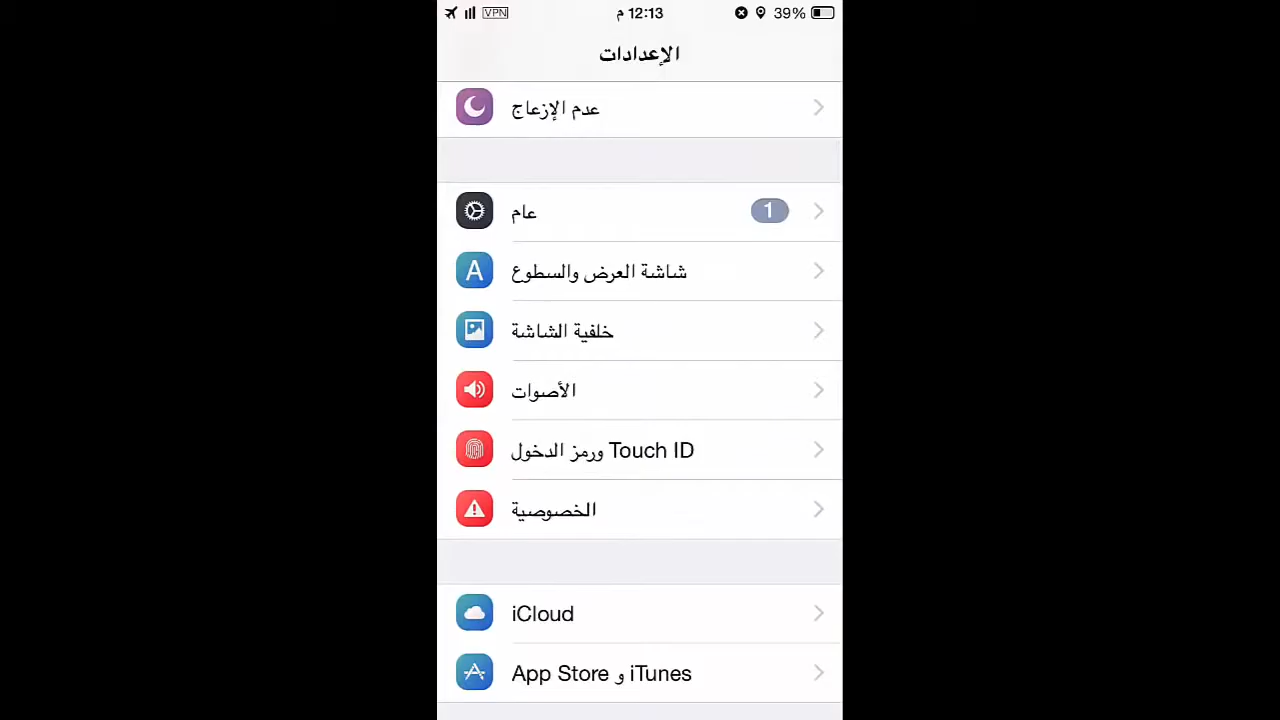 VPN
12:13 م
39%
الإعدادات
عدم الإزعاج
عام
1
شاشة العرض والسطوع
خلفية الشاشة
الأصوات
Touch ID ورمز الدخول
الخصوصية
iCloud
iTunes و App Store